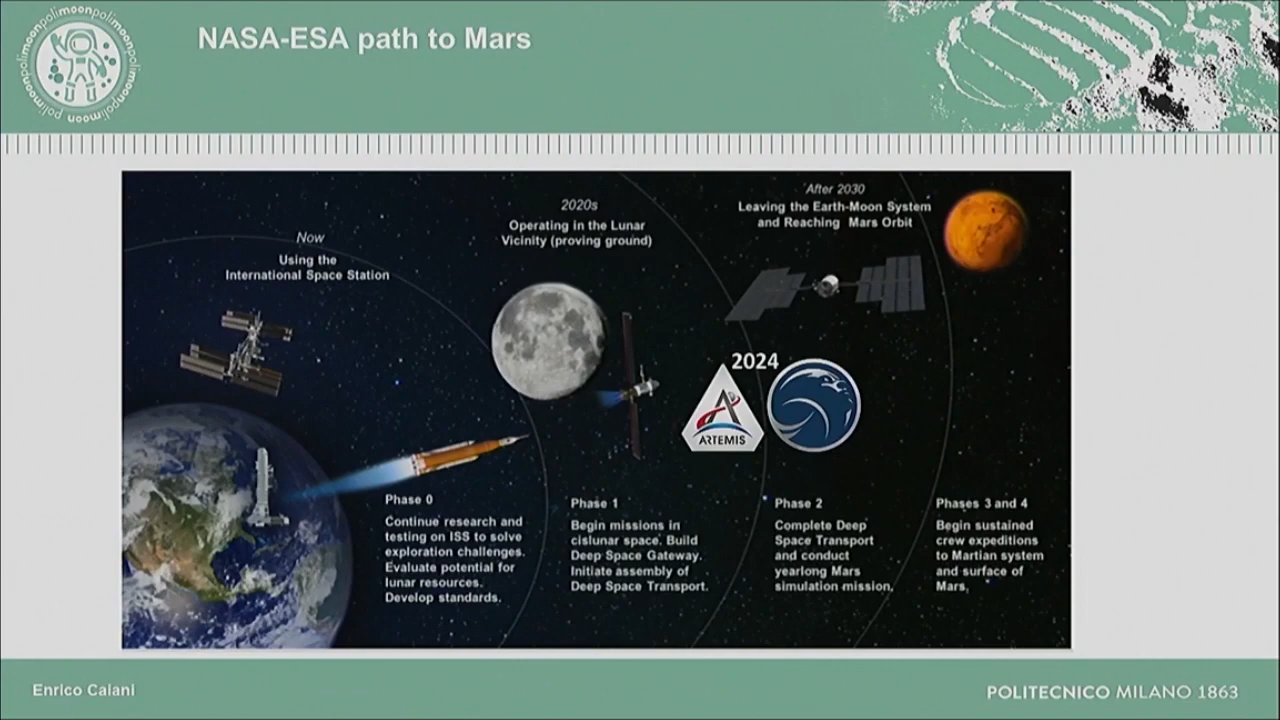 polimoon polimoon polimoon polimoon
NASA-ESA path to Mars
Now
Using the
International Space Station
2020s
Operating in the Lunar
Vicinity (proving ground)
After 2030
Leaving the Earth-Moon System
and Reaching Mars Orbit
2024
ARTEMIS
Phase 0
Continue research and
testing on ISS to solve
exploration challenges.
Evaluate potential for
lunar resources.
Develop standards.
Phase 1
Begin missions in
cislunar space. Build
Deep Space Gateway.
Initiate assembly of
Deep Space Transport.
Phase 2
Complete Deep
Space Transport
and conduct
yearlong Mars
simulation mission.
Phases 3 and 4
Begin sustained
crew expeditions
to Martian system
and surface of
Mars.
Enrico Caiani
POLITECNICO MILANO 1863